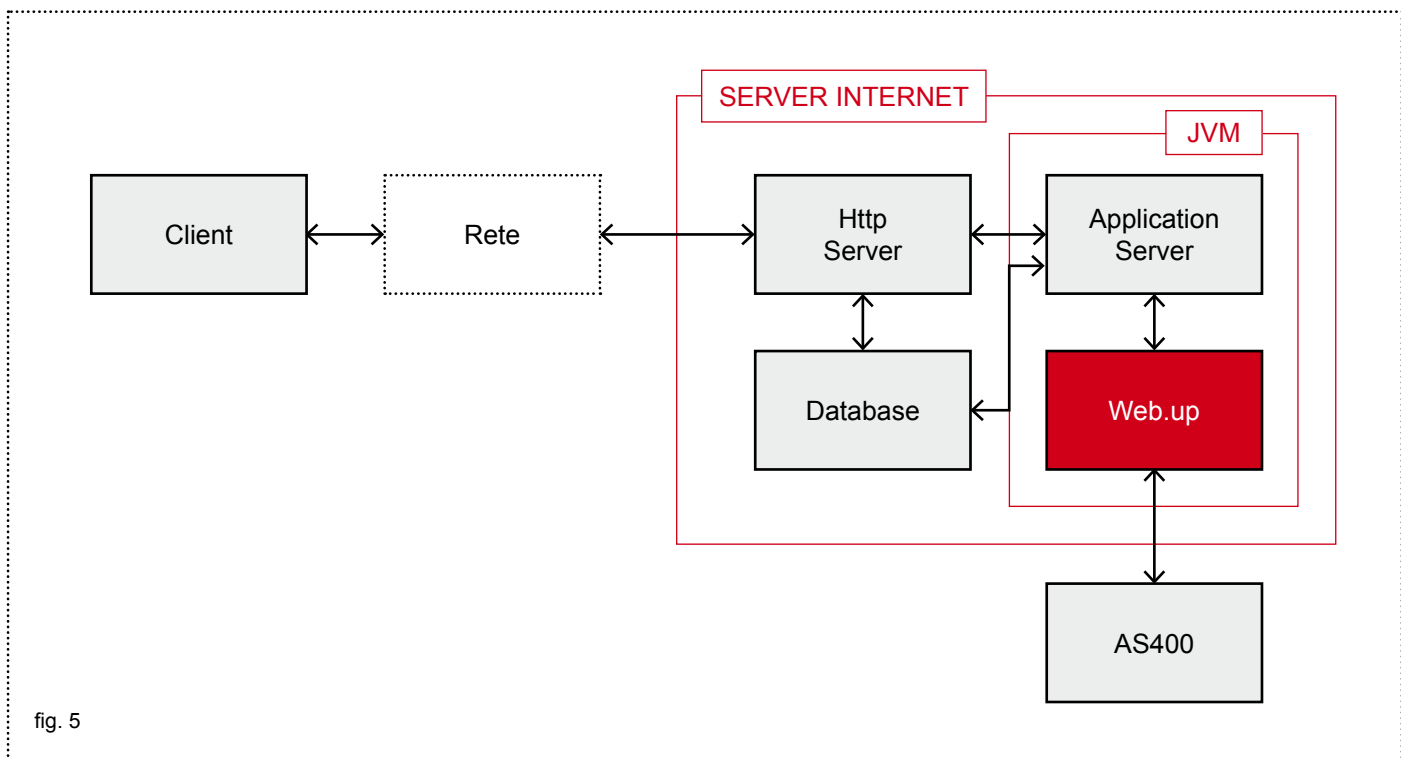 SERVER INTERNET
JVM
Client
Rete
Http
Server
Application
Server
Database
Web.up
AS400
fig. 5